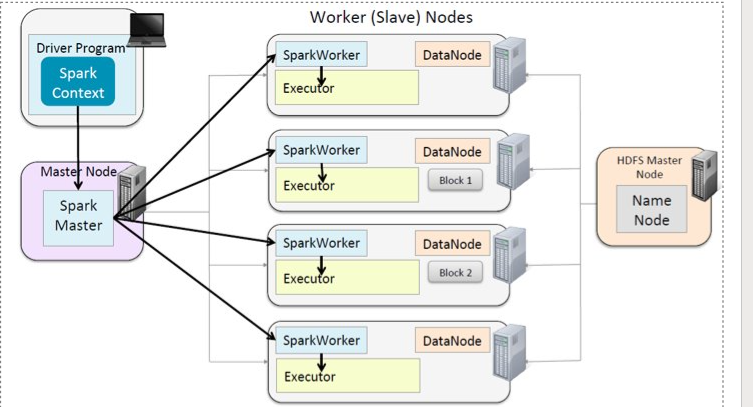 Worker (Slave) Nodes
Driver Program
Spark
Context
Master Node
Spark
Master
SparkWorker
DataNode
Executor
SparkWorker
DataNode
Executor
Block 1
SparkWorker
DataNode
Executor
Block 2
SparkWorker
DataNode
Executor
HDFS Master
Node
Name
Node